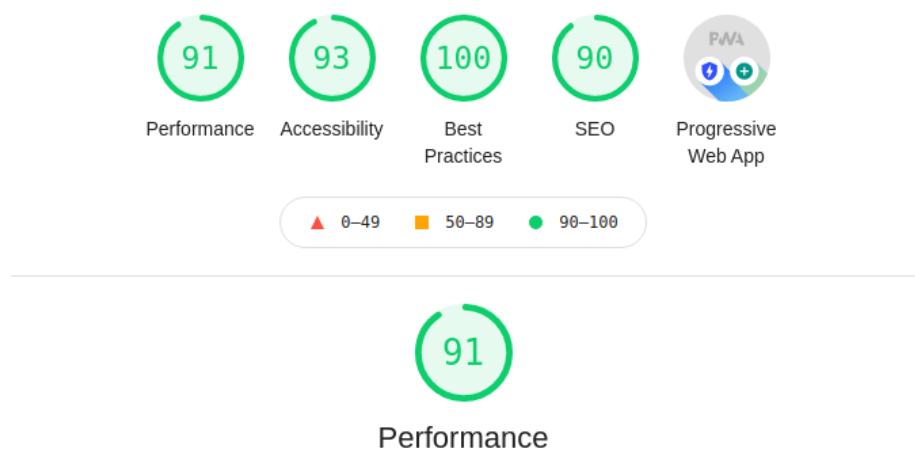 91 93 100 90 PWA
Performance Accessibility Best SEO Progressive
Practices Web App
0–49 50–89 90–100
91
Performance